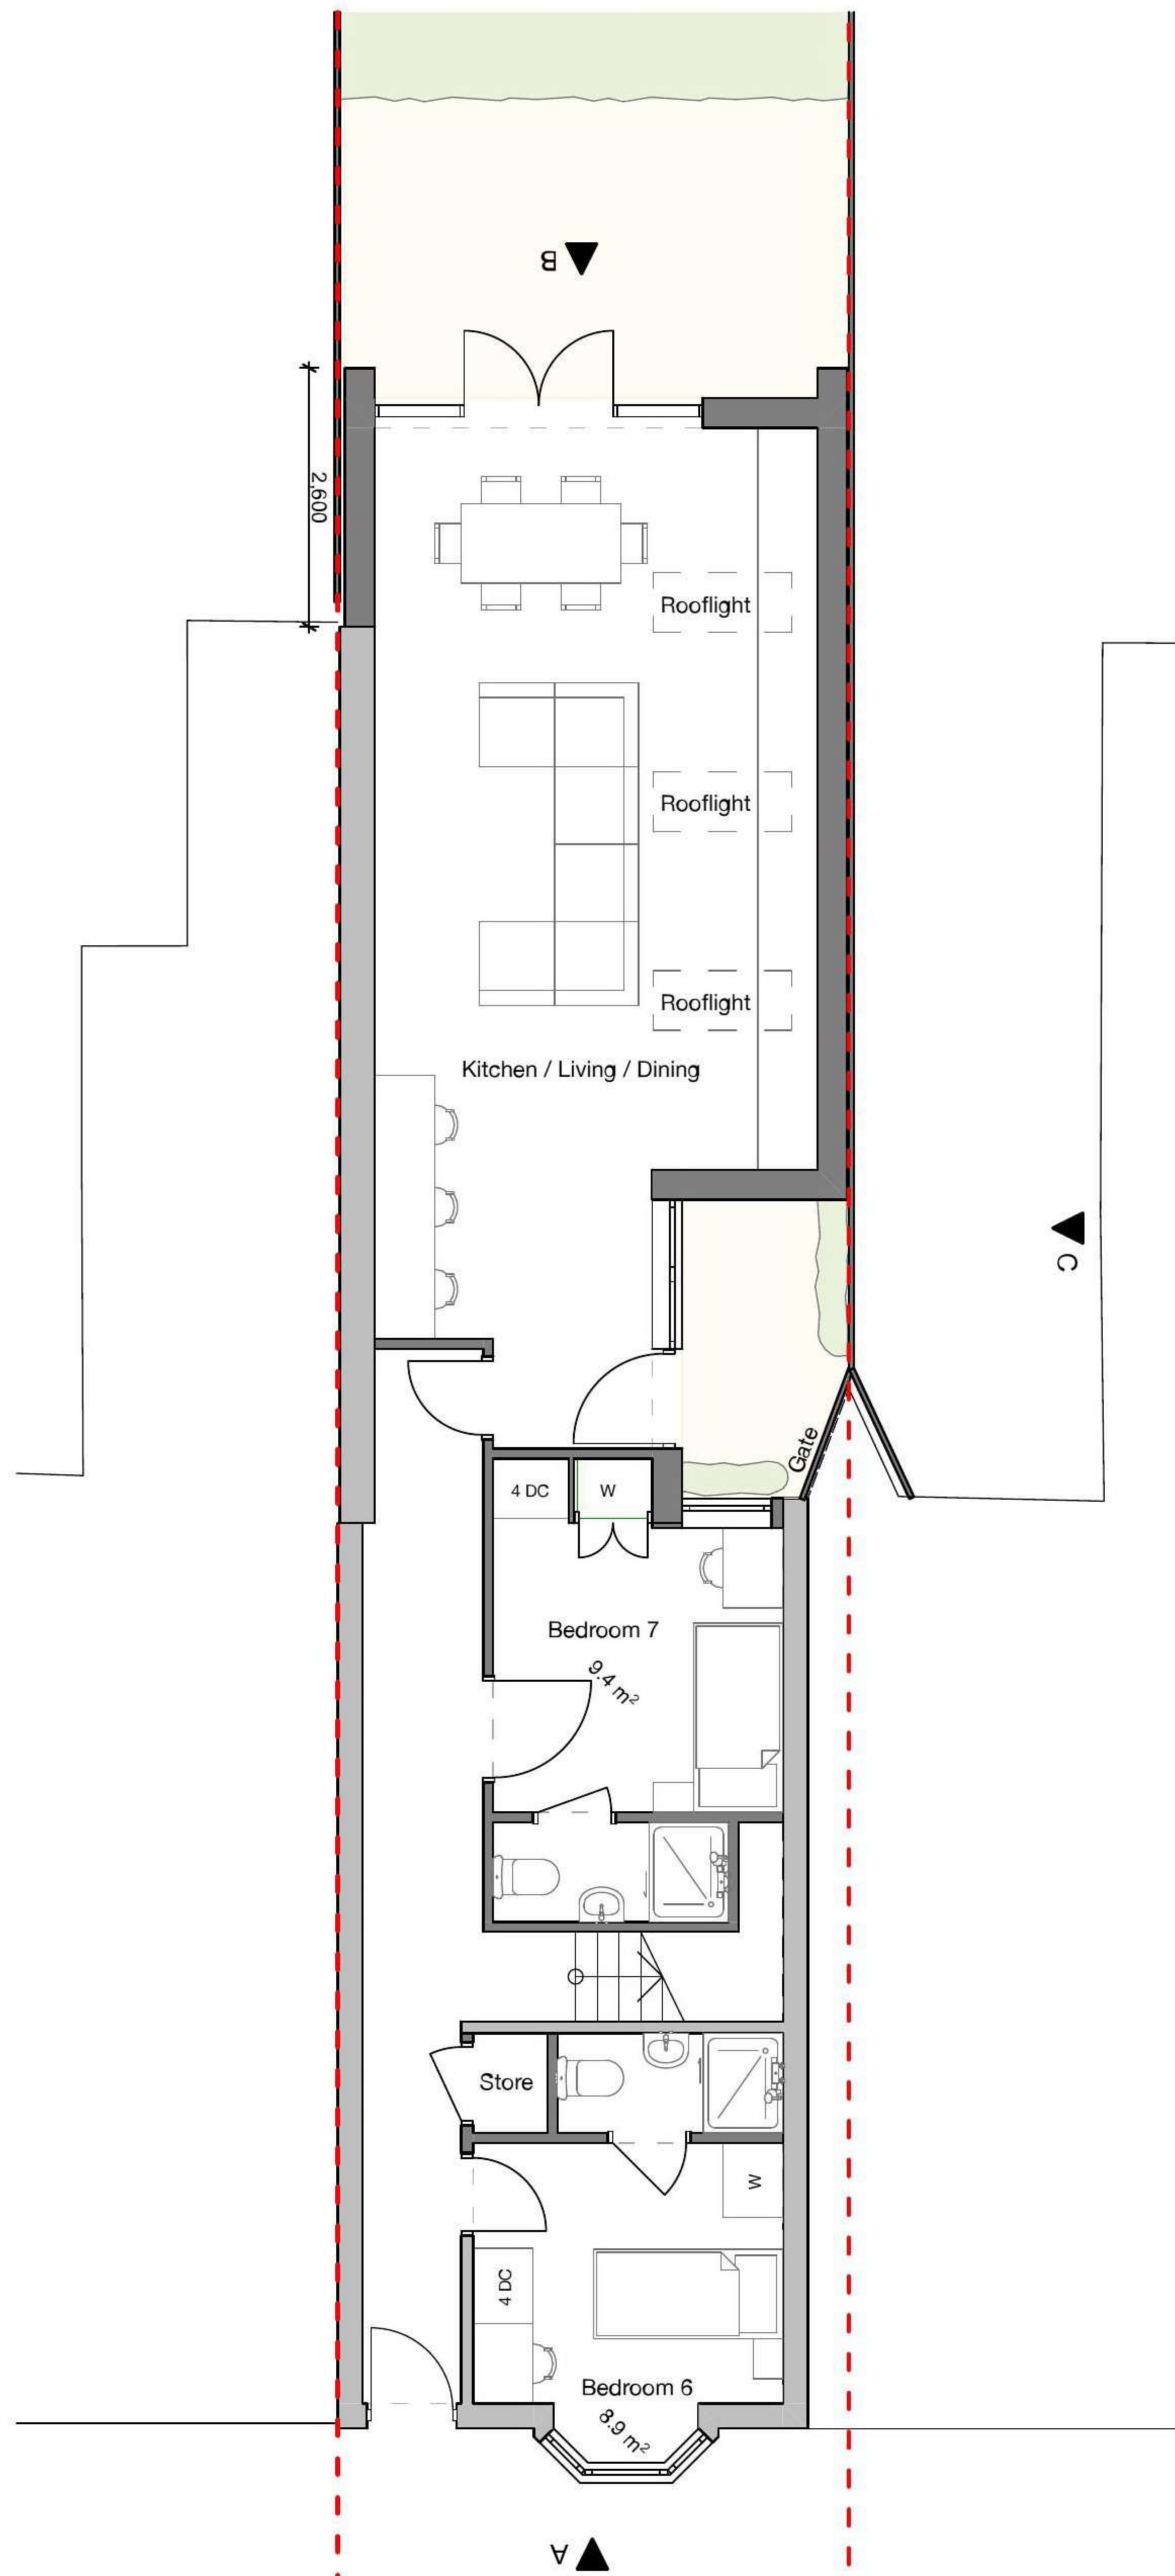 B
2,600
Rooflight
Rooflight
Rooflight
Kitchen / Living / Dining
C
Gate
4 DC
W
Bedroom 7
9.4 m²
Store
W
4 DC
Bedroom 6
8.9 m²
A